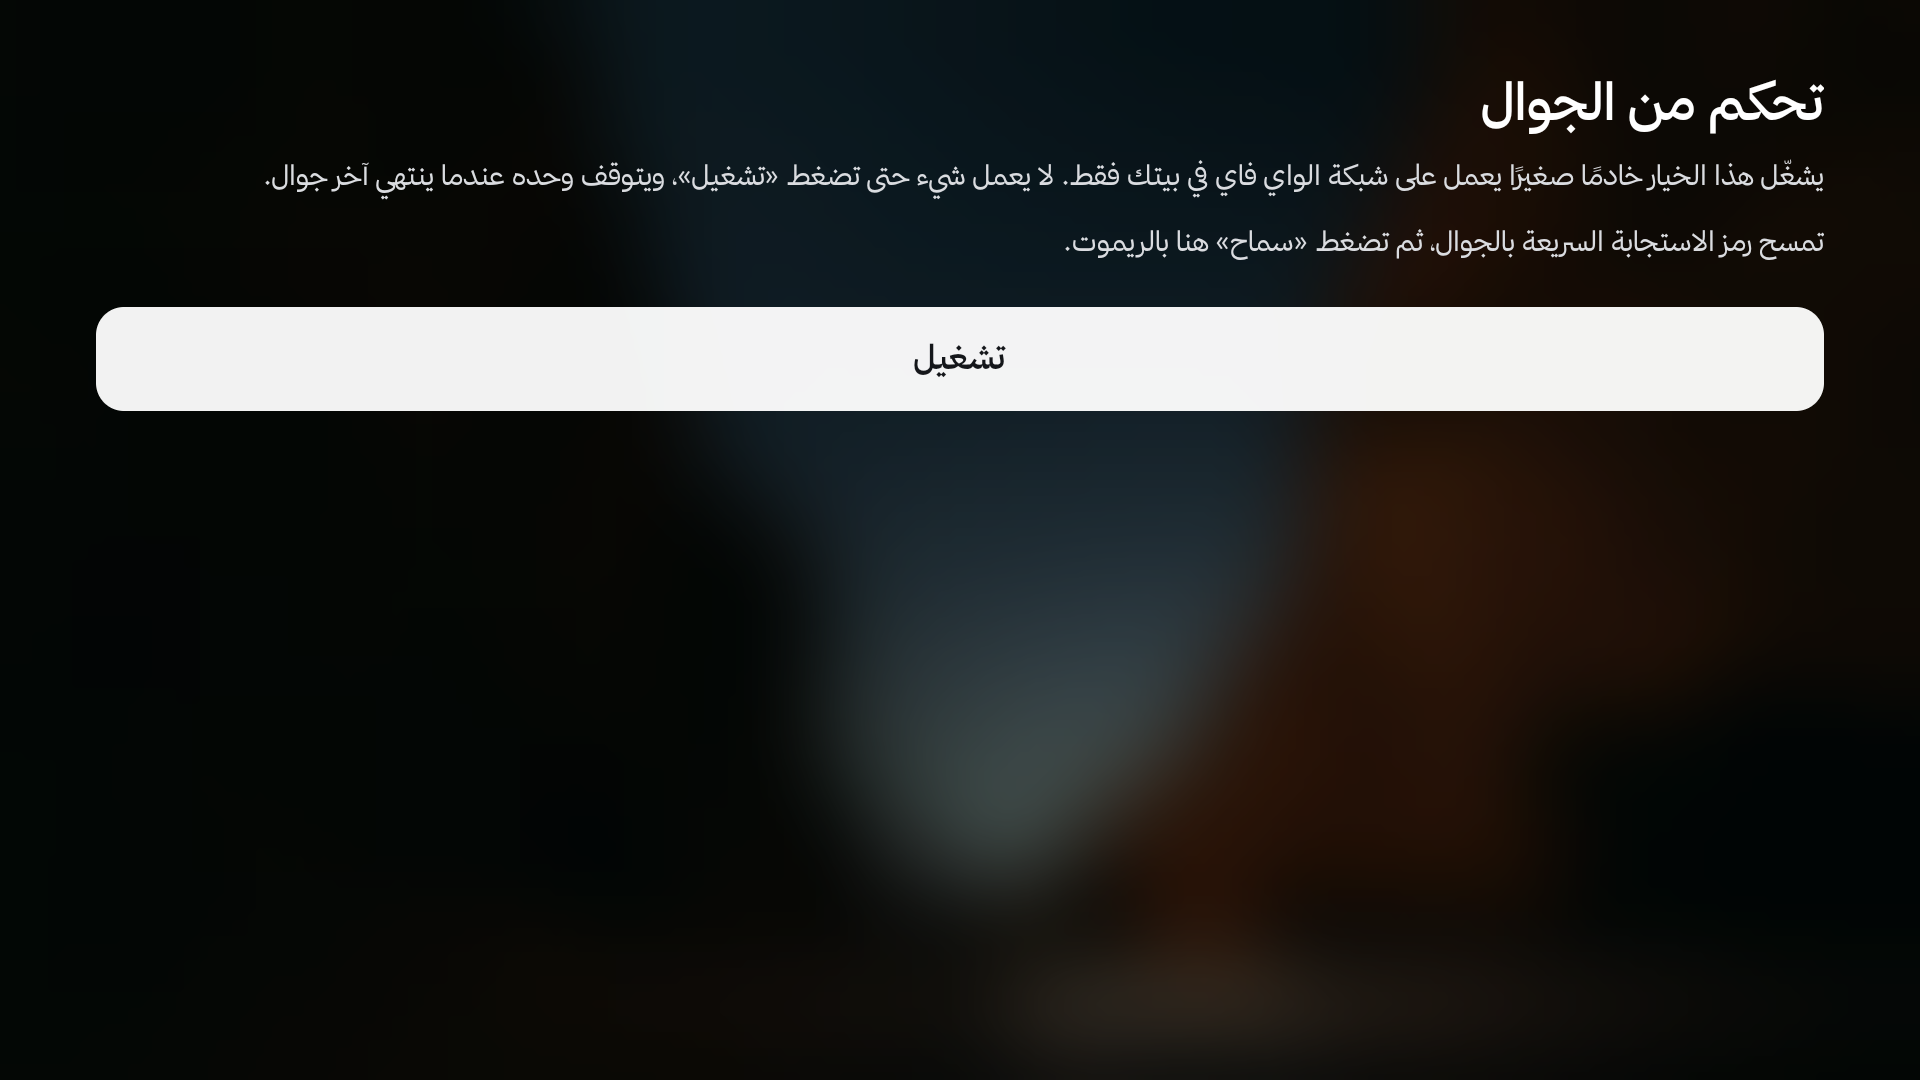 تحكم من الجوال
يشغّل هذا الخيار خادمًا صغيرًا يعمل على شبكة الواي فاي في بيتك فقط. لا يعمل شيء حتى تضغط «تشغيل»، ويتوقف وحده عندما ينتهي آخر جوال.
تمسح رمز الاستجابة السريعة بالجوال، ثم تضغط «سماح» هنا بالريموت.
تشغيل